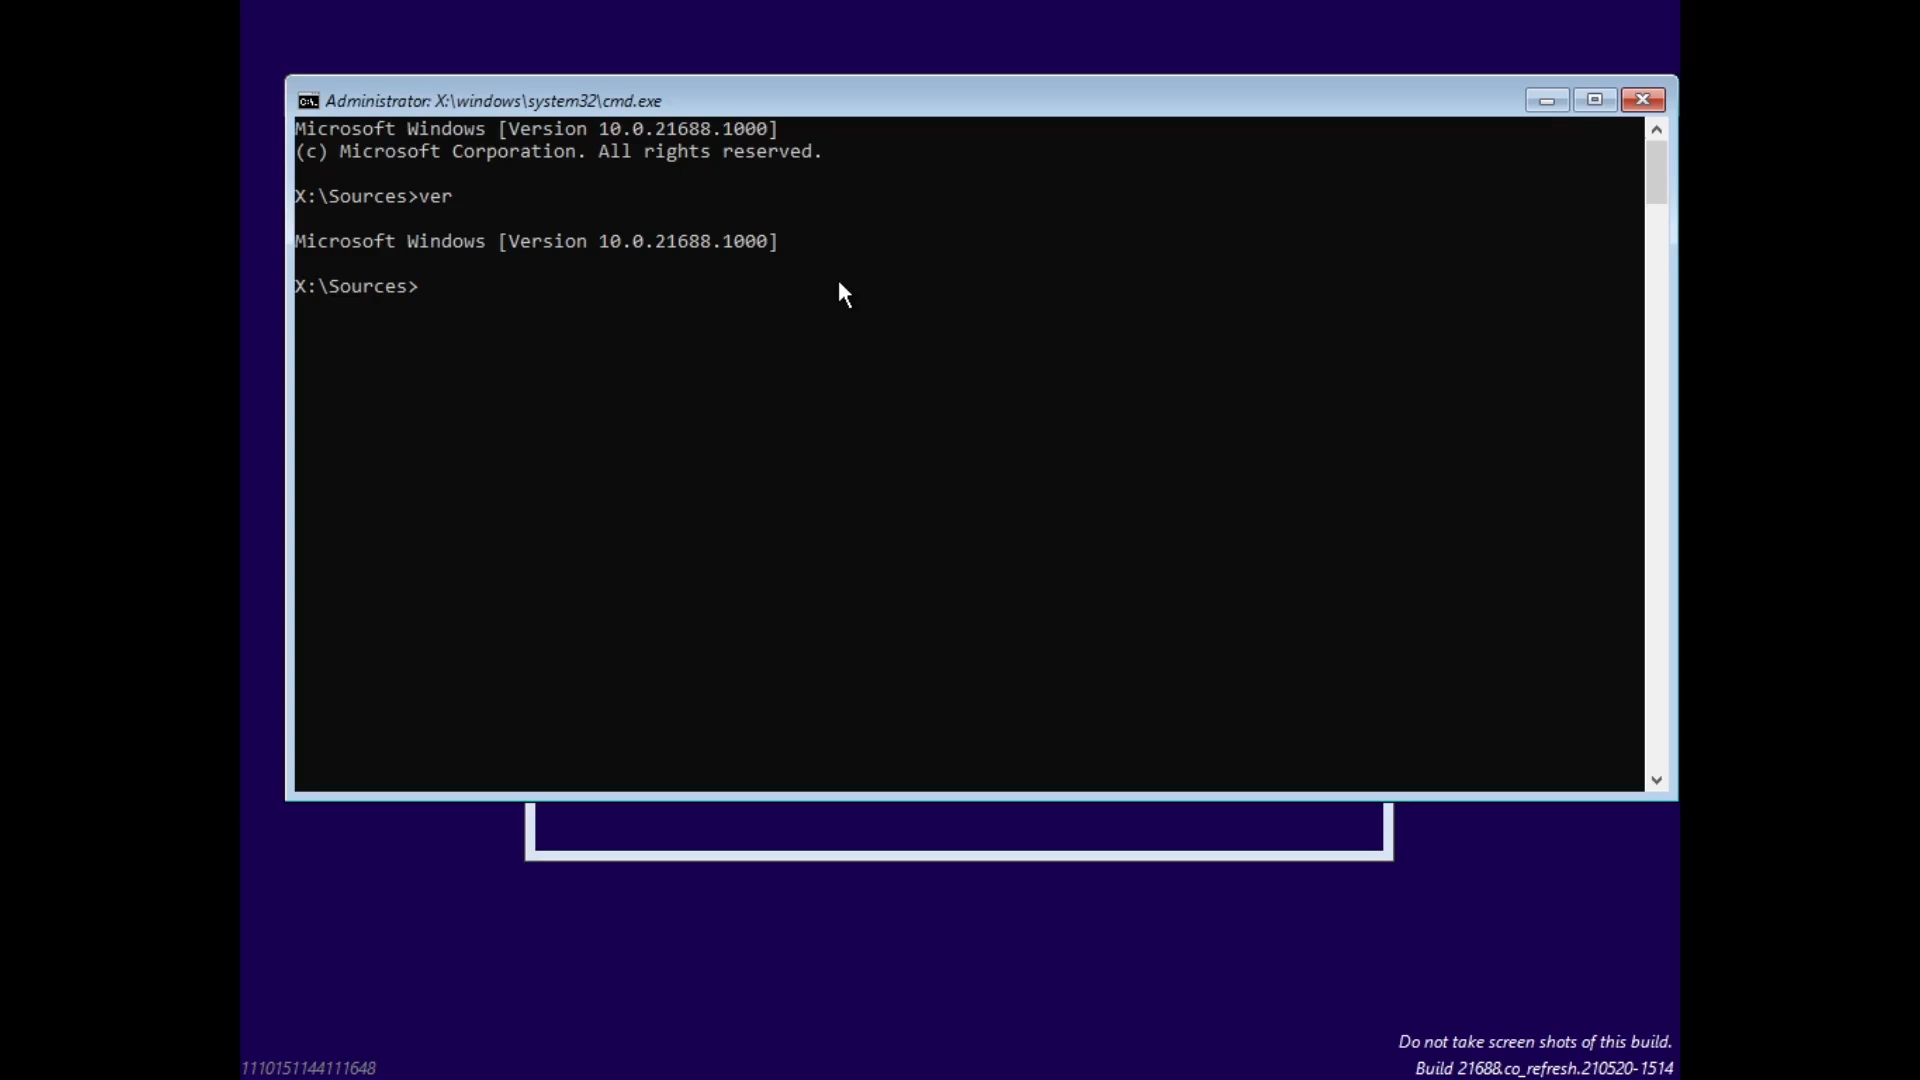 Administrator: X:\windows\system32\cmd.exe
Microsoft Windows [Version 10.0.21688.1000]
(c) Microsoft Corporation. All rights reserved.
X:\Sources>ver
Microsoft Windows [Version 10.0.21688.1000]
X:\Sources>
Do not take screen shots of this build.
1110151144111648
Build 21688.co_refresh.210520-1514